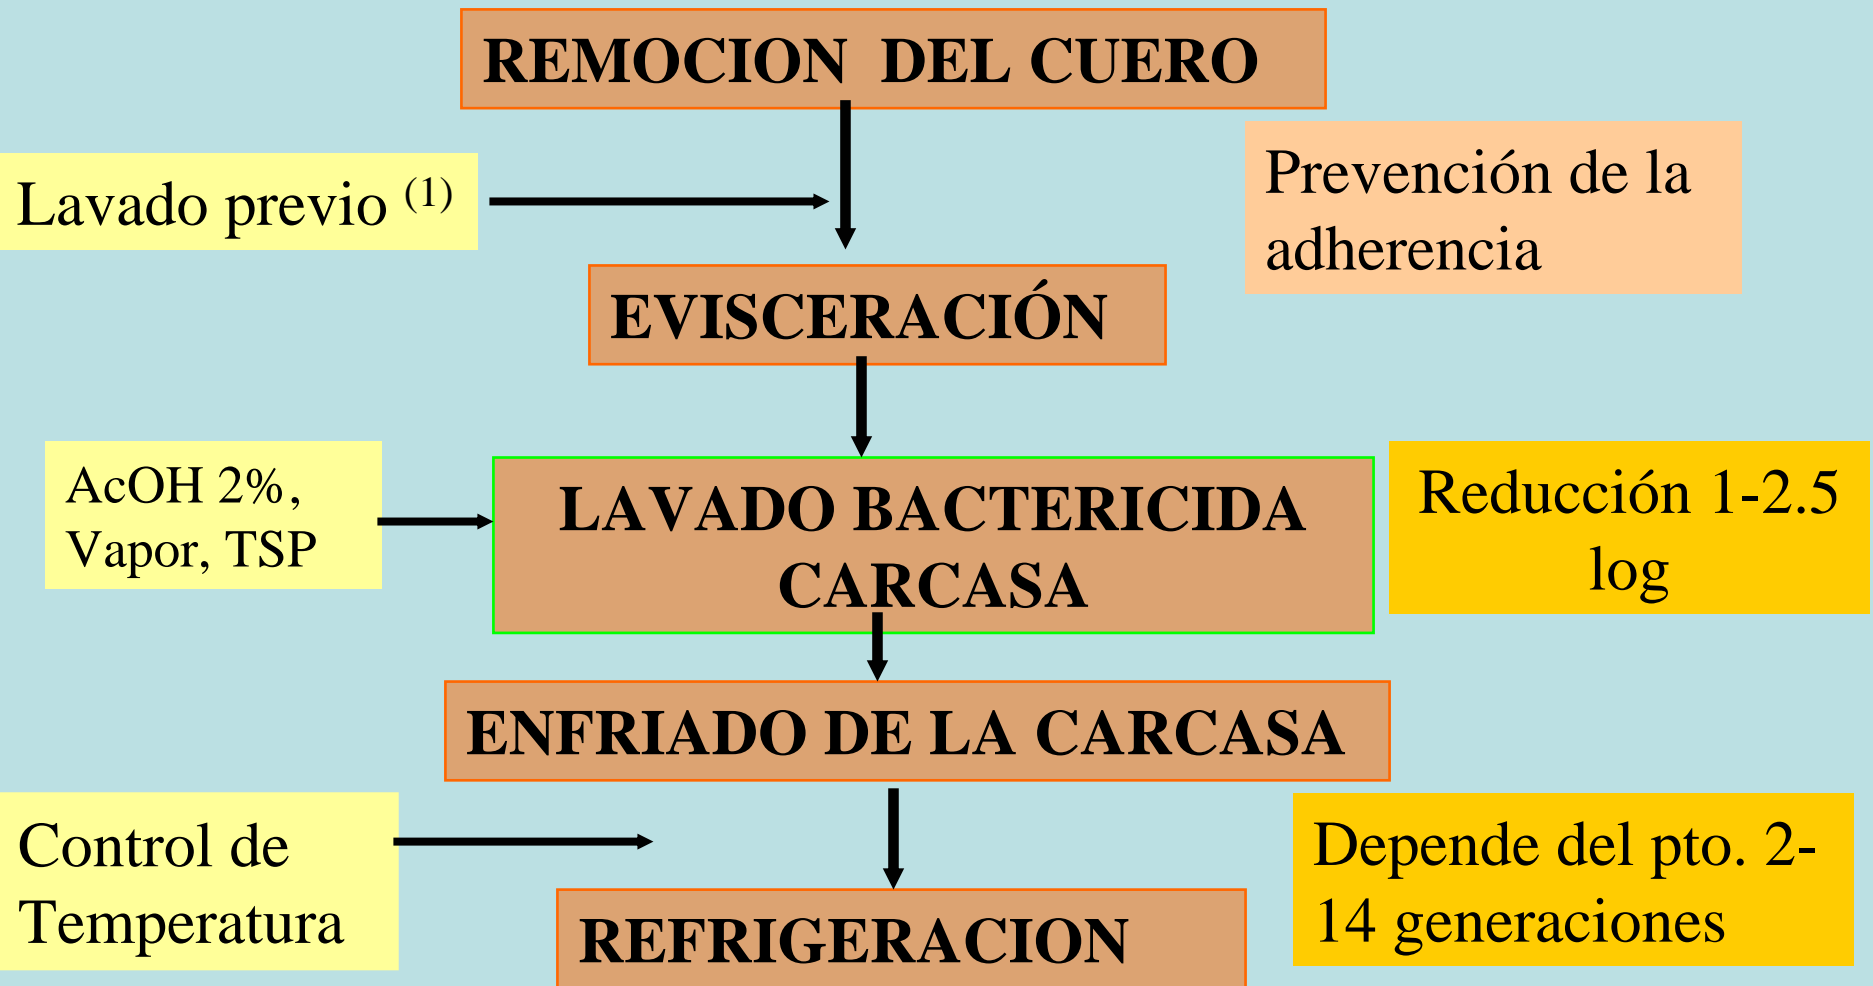 REMOCION DEL CUERO
Lavado previo (1)
Prevención de la
adherencia
EVISCERACIÓN
AcOH 2%,
Vapor, TSP
LAVADO BACTERICIDA
CARCASA
Reducción 1-2.5
log
ENFRIADO DE LA CARCASA
Control de
Temperatura
Depende del pto. 2-
14 generaciones
REFRIGERACION